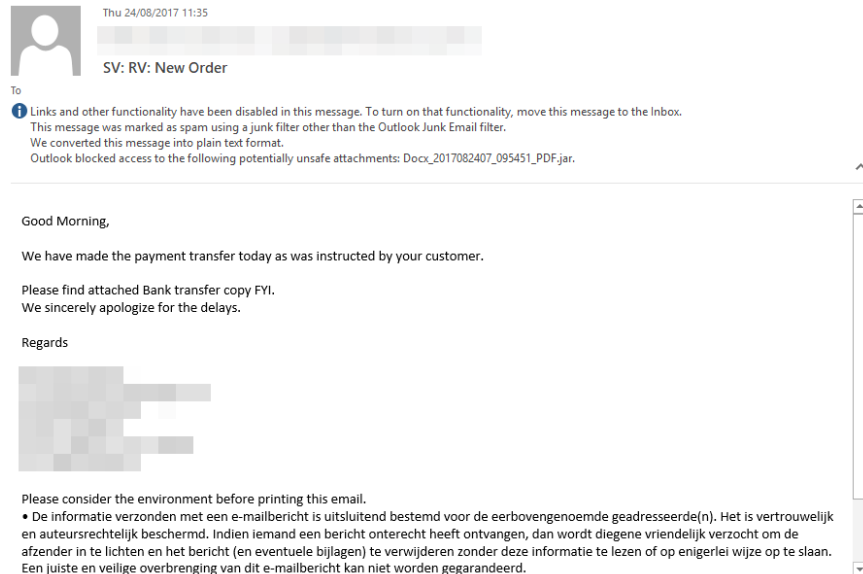 Thu 24/08/2017 11:35
SV: RV: New Order
To
Links and other functionality have been disabled in this message. To turn on that functionality, move this message to the Inbox.
This message was marked as spam using a junk filter other than the Outlook Junk Email filter.
We converted this message into plain text format.
Outlook blocked access to the following potentially unsafe attachments: Docx_2017082407_095451_PDF.jar.
Good Morning,
We have made the payment transfer today as was instructed by your customer.
Please find attached Bank transfer copy FYI.
We sincerely apologize for the delays.
Regards
Please consider the environment before printing this email.
• De informatie verzonden met een e-mailbericht is uitsluitend bestemd voor de eerbovengenoemde geadresseerde(n). Het is vertrouwelijk
en auteursrechtelijk beschermd. Indien iemand een bericht onterecht heeft ontvangen, dan wordt diegene vriendelijk verzocht om de
afzender in te lichten en het bericht (en eventuele bijlagen) te verwijderen zonder deze informatie te lezen of op enigerlei wijze op te slaan.
Een juiste en veilige overbrenging van dit e-mailbericht kan niet worden gegarandeerd.